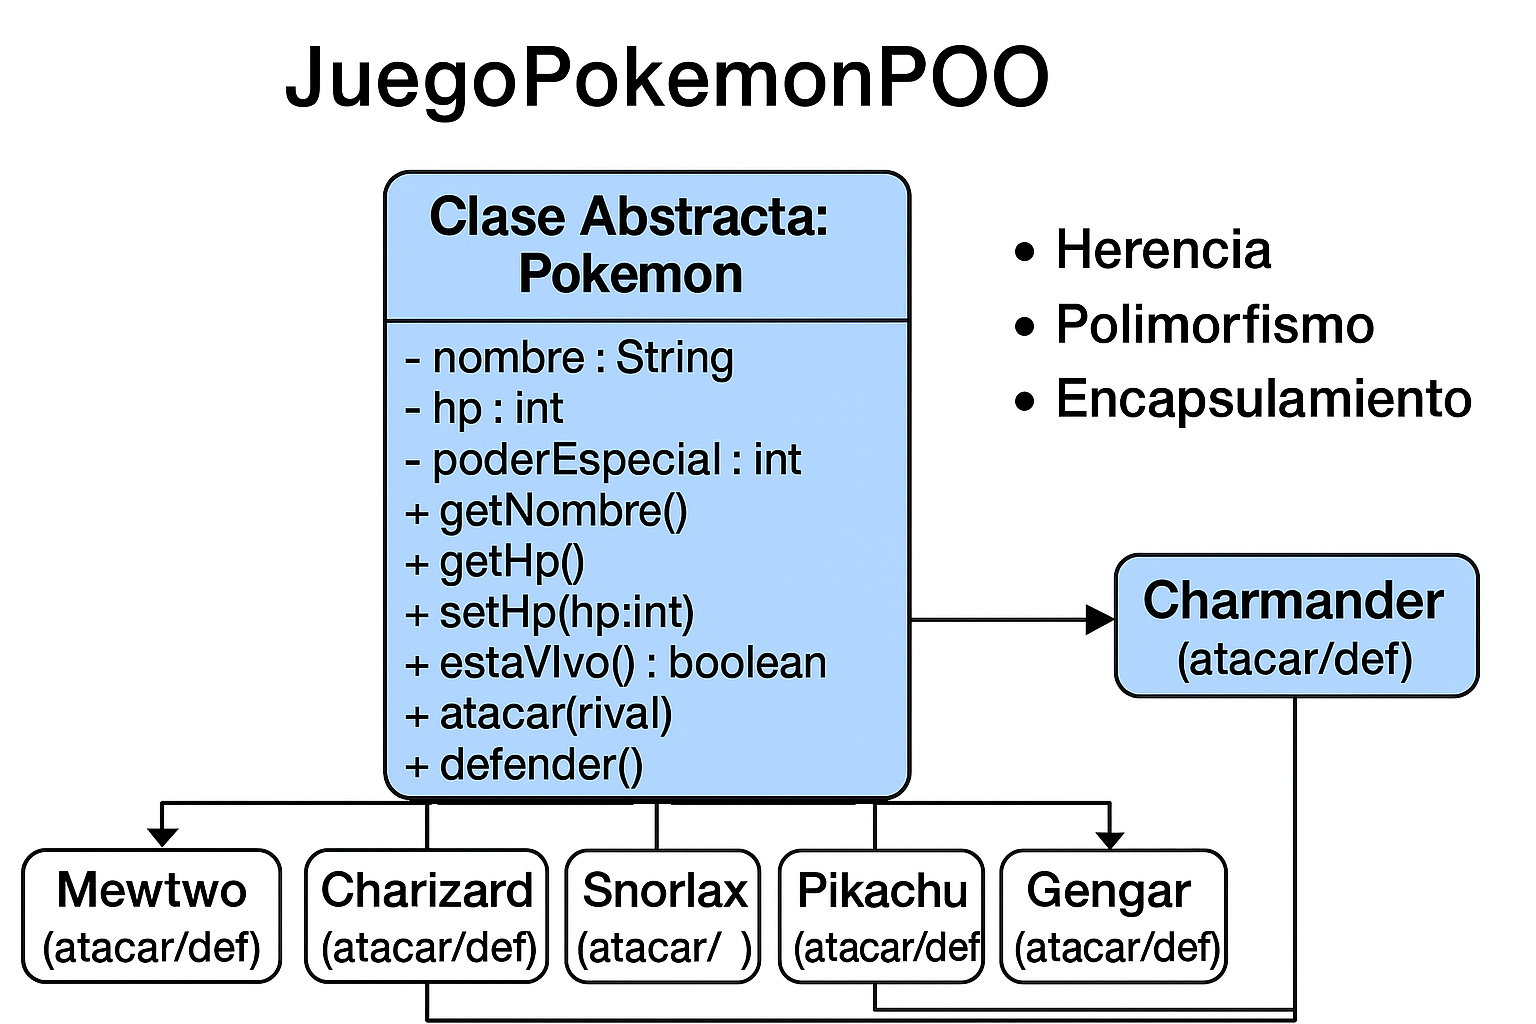 JuegoPokemonPOO
Clase Abstracta:
Pokemon
- nombre : String
- hp : int
- poderEspecial : int
+ getNombre()
+ getHp()
+ setHp(hp:int)
+ estaVIvo() : boolean
+ atacar(rival)
+ defender()
• Herencia
• Polimorfismo
• Encapsulamiento
Charmander
(atacar/def)
Mewtwo
(atacar/def)
Charizard
(atacar/def)
Snorlax
(atacar/ )
Pikachu
(atacar/def
Gengar
(atacar/def)